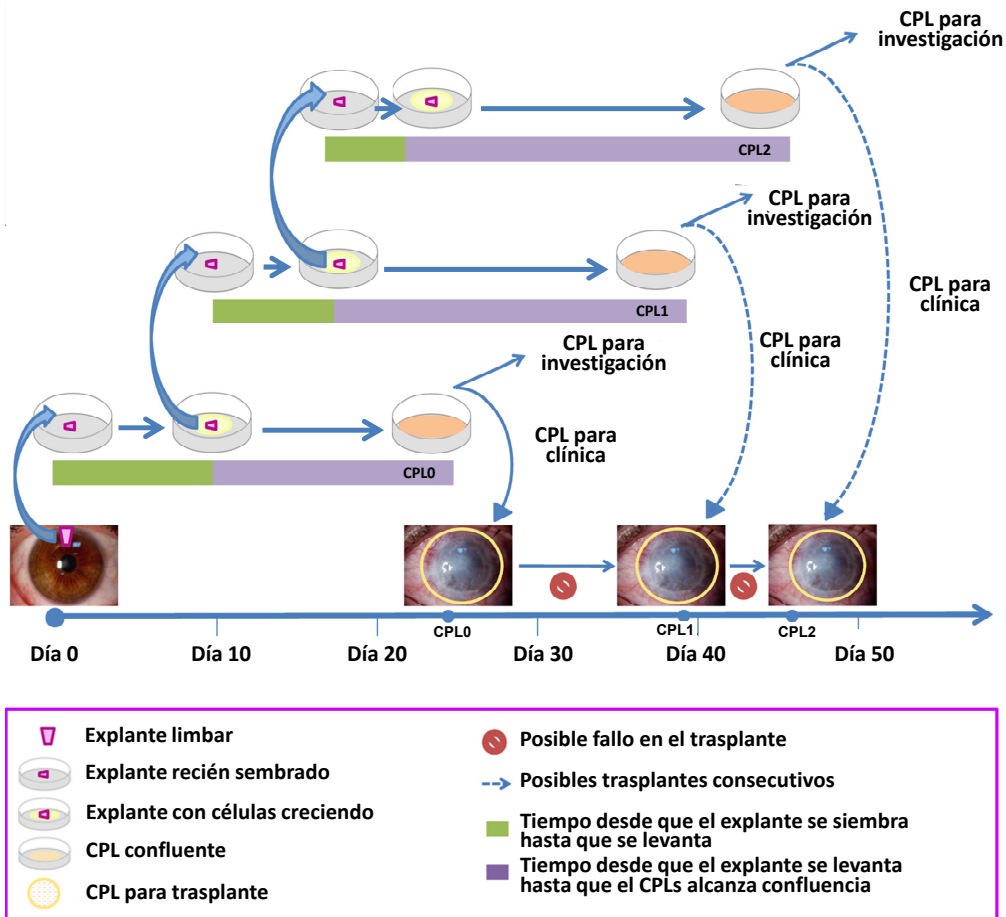 CPL para
investigación
CPL2
CPL para
investigación
CPL para
clínica
CPL1
CPL para
clínica
CPL para
investigación
CPL para
clínica
CPL0
CPL0
CPL1
CPL2
Día 0
Día 10
Día 20
Día 30
Día 40
Día 50
Explante limbar
Explante recién sembrado
Explante con células creciendo
CPL confluente
CPL para trasplante
Posible fallo en el trasplante
Posibles trasplantes consecutivos
Tiempo desde que el explante se siembra
hasta que se levanta
Tiempo desde que el explante se levanta
hasta que el CPLs alcanza confluencia